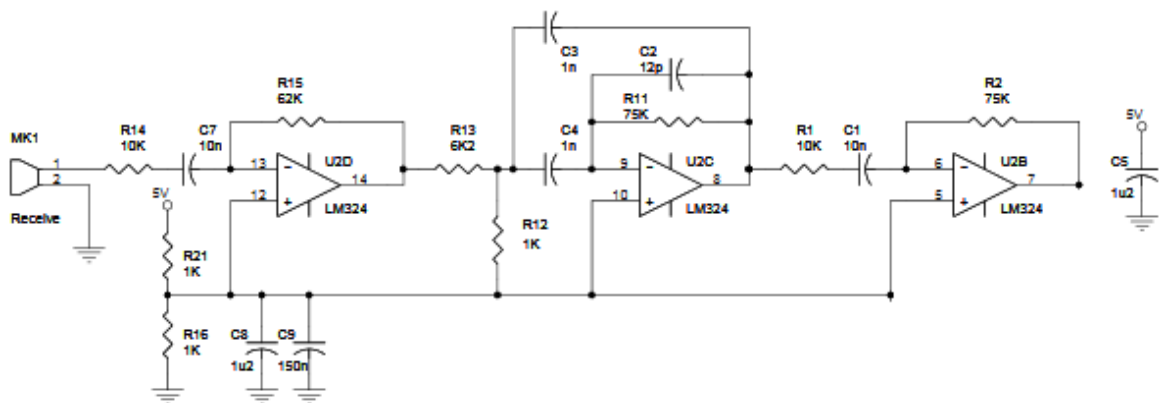 C3
1n
C2
12p
R15
62K
R11
75K
R2
75K
5V
MK1
R14
10K
C7
10n
R13
6K2
C4
1n
R1
10K
C1
10n
1
2
13
12
14
U2D
LM324
9
10
8
U2C
LM324
6
5
7
U2B
LM324
C5
1u2
5V
Receive
R12
1K
R21
1K
R16
1K
C8
1u2
C9
150n